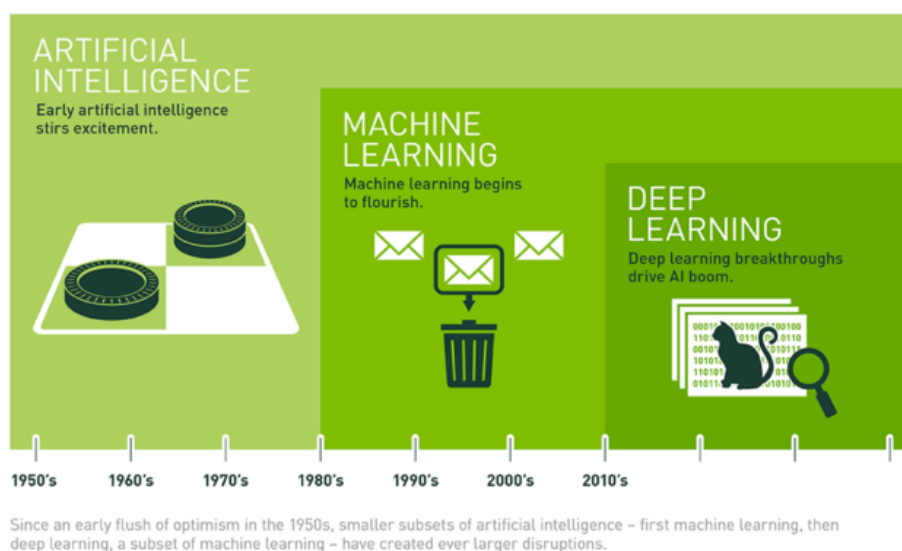 ARTIFICIAL
INTELLIGENCE
Early artificial intelligence
stirs excitement.
MACHINE
LEARNING
Machine learning begins
to flourish.
DEEP
LEARNING
Deep learning breakthroughs
drive AI boom.
1950's 1960's 1970's 1980's 1990's 2000's 2010's
Since an early flush of optimism in the 1950s, smaller subsets of artificial intelligence – first machine learning, then
deep learning, a subset of machine learning – have created ever larger disruptions.